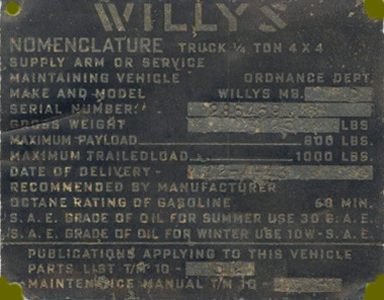 WILLYS
NOMENCLATURE TRUCK 1/4 TON 4X4
SUPPLY ARM OR SERVICE
MAINTAINING VEHICLE ORDNANCE DEPT.
MAKE AND MODEL WILLYS MB.
SERIAL NUMBER
GROSS WEIGHT LBS
MAXIMUM PAYLOAD 800 LBS
MAXIMUM TRAILEDLOAD 1000 LBS
DATE OF DELIVERY -
RECOMMENDED BY MANUFACTURER
OCTANE RATING OF GASOLINE 68 MIN.
S.A.E. GRADE OF OIL FOR SUMMER USE 30 S.A.E.
S.A.E. GRADE OF OIL FOR WINTER USE 10W-S.A.E.
PUBLICATIONS APPLYING TO THIS VEHICLE
PARTS LIST T/M 10 -
MAINTENANCE MANUAL T/M 10 -